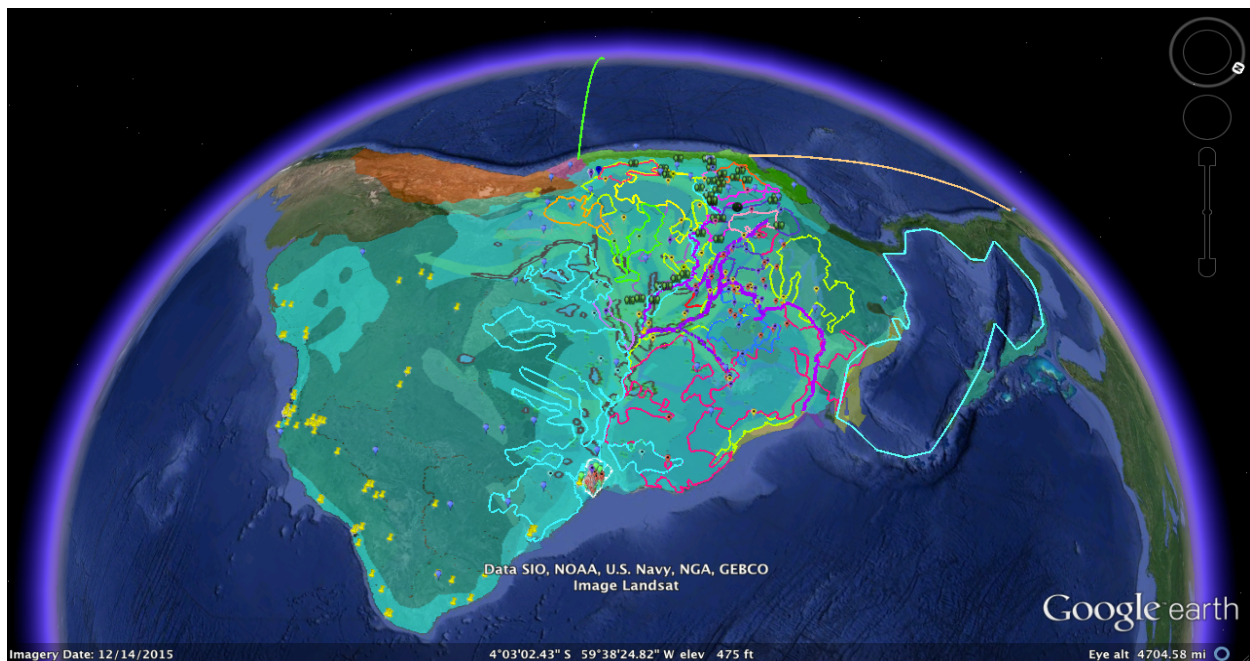 N
Data SIO, NOAA, U.S. Navy, NGA, GEBCO
Image Landsat
Google earth
Imagery Date: 12/14/2015 4°03'02.43" S 59°38'24.82" W elev 475 ft Eye alt 4704.58 mi